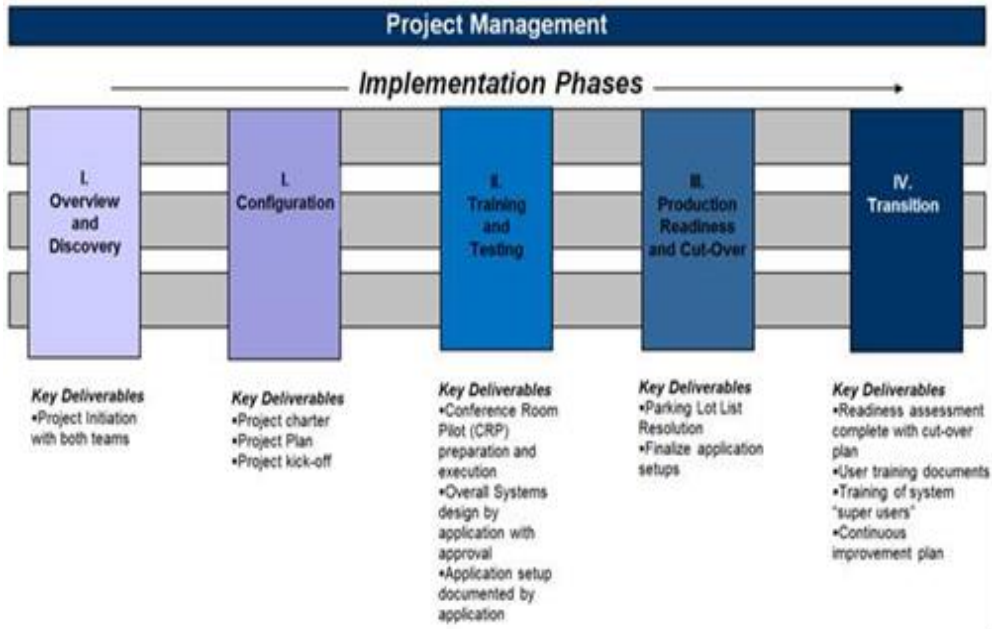 Project Management
Implementation Phases
I.
Overview
and
Discovery
I.
Configuration
II.
Training
and
Testing
III.
Production
Readiness
and Cut-Over
IV.
Transition
Key Deliverables
•Project Initiation
with both teams
Key Deliverables
•Project charter
•Project Plan
•Project kick-off
Key Deliverables
•Conference Room
Pilot (CRP)
preparation and
execution
•Overall Systems
design by
application with
approval
•Application setup
documented by
application
Key Deliverables
•Parking Lot List
Resolution
•Finalize application
setups
Key Deliverables
•Readiness assessment
complete with cut-over
plan
•User training documents
•Training of system
"super users"
•Continuous
improvement plan